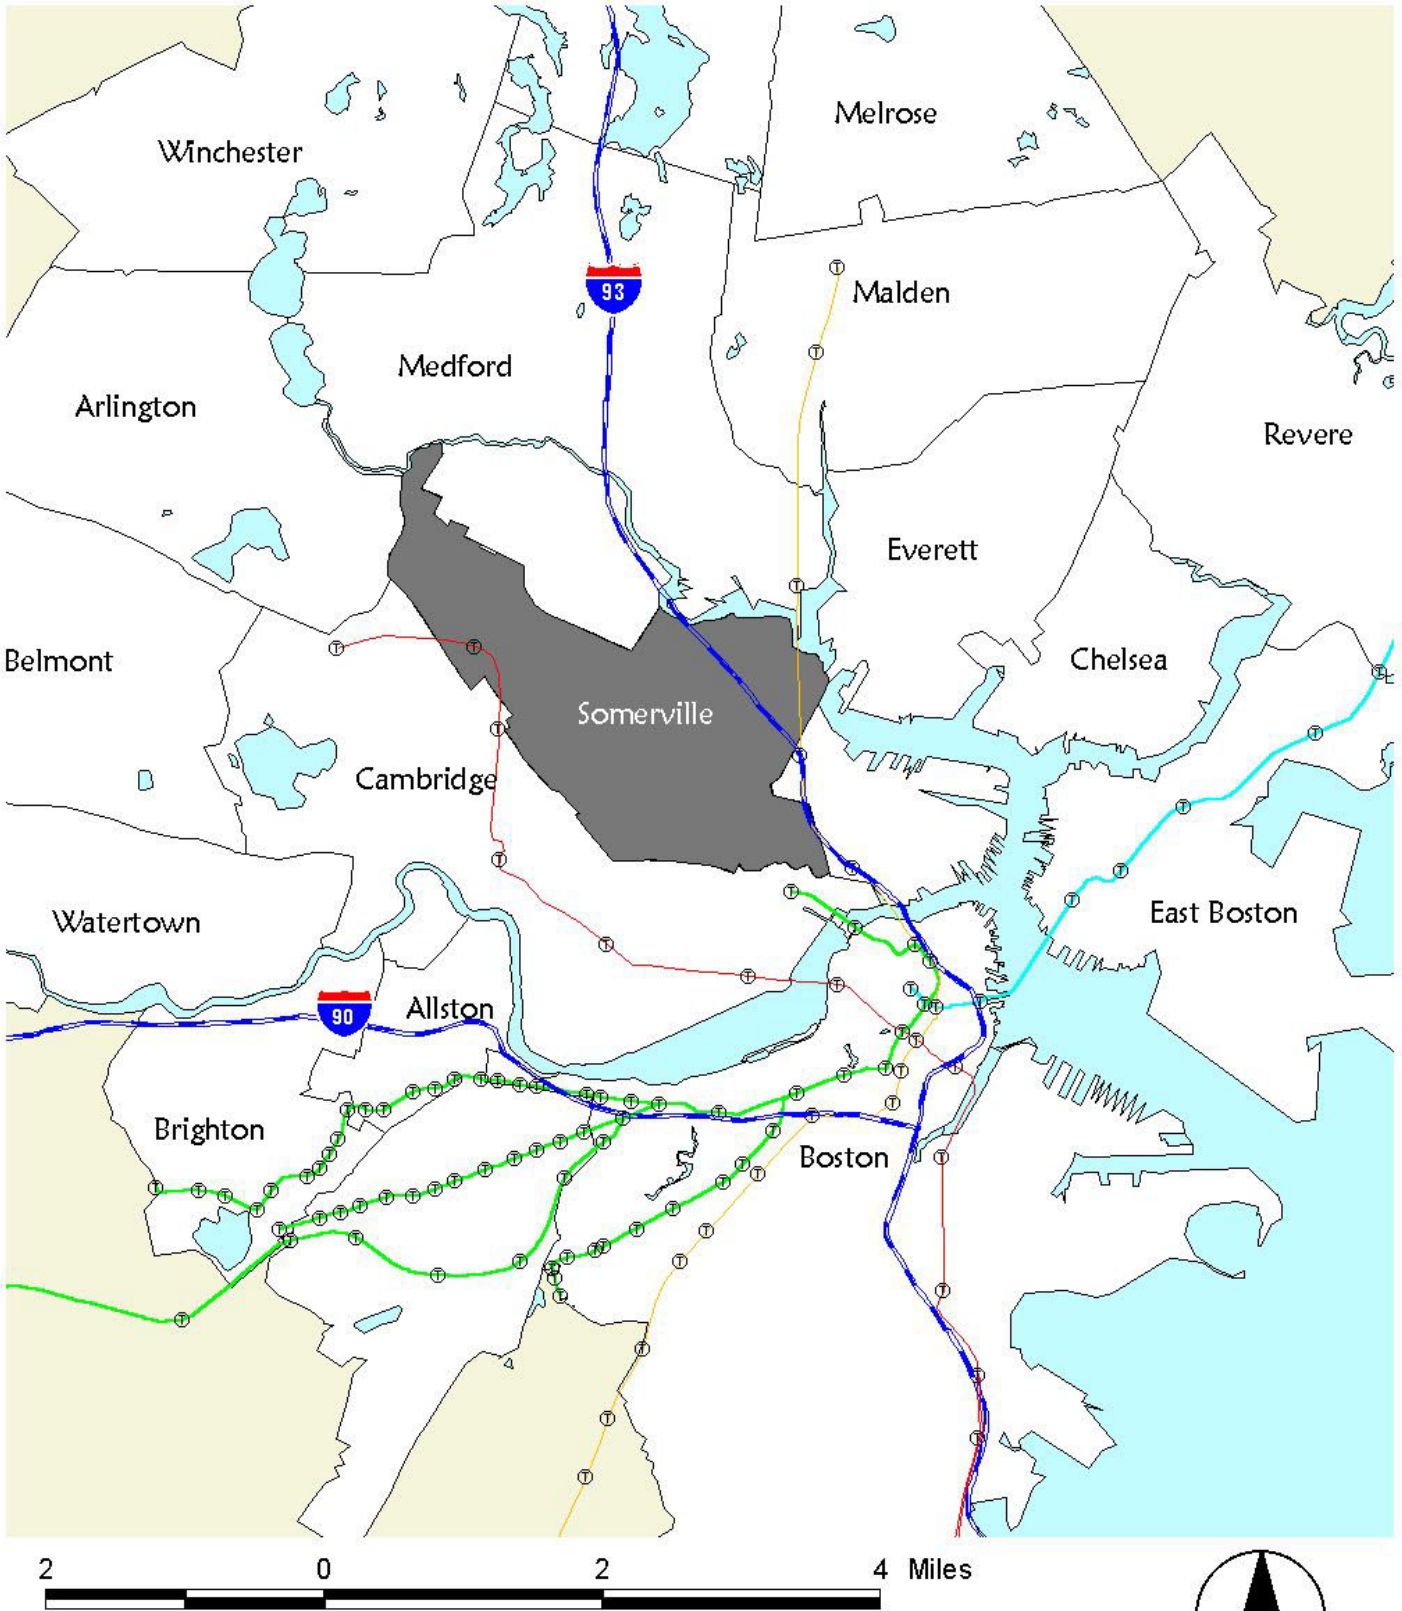 Melrose
Winchester
93
Malden
Medford
Arlington
Revere
Everett
Belmont
Chelsea
Somerville
Cambridge
Watertown
East Boston
Allston
90
Brighton
Boston
2 0 2 4 Miles